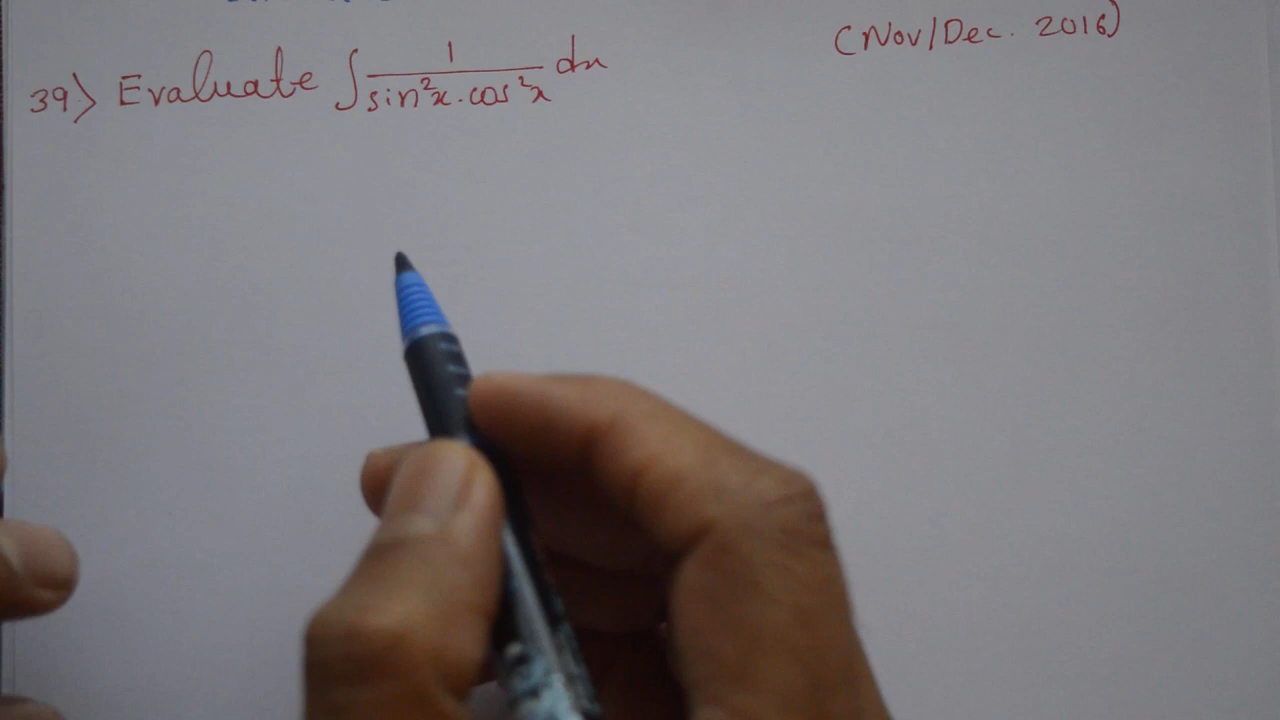 39) Evaluate ∫ 1/(sin²x.cos²x) dx
(Nov/Dec. 2016)